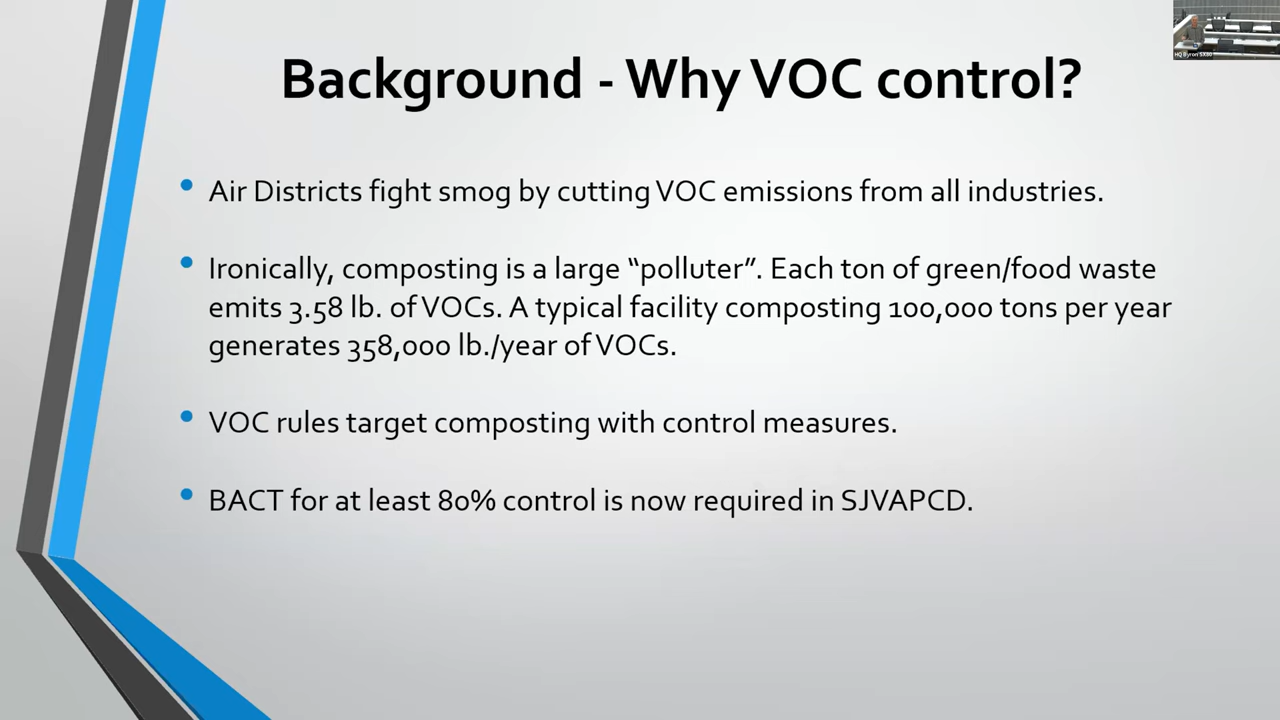 Background - Why VOC control?
• Air Districts fight smog by cutting VOC emissions from all industries.
• Ironically, composting is a large “polluter”. Each ton of green/food waste
emits 3.58 lb. of VOCs. A typical facility composting 100,000 tons per year
generates 358,000 lb./year of VOCs.
• VOC rules target composting with control measures.
• BACT for at least 80% control is now required in SJVAPCD.